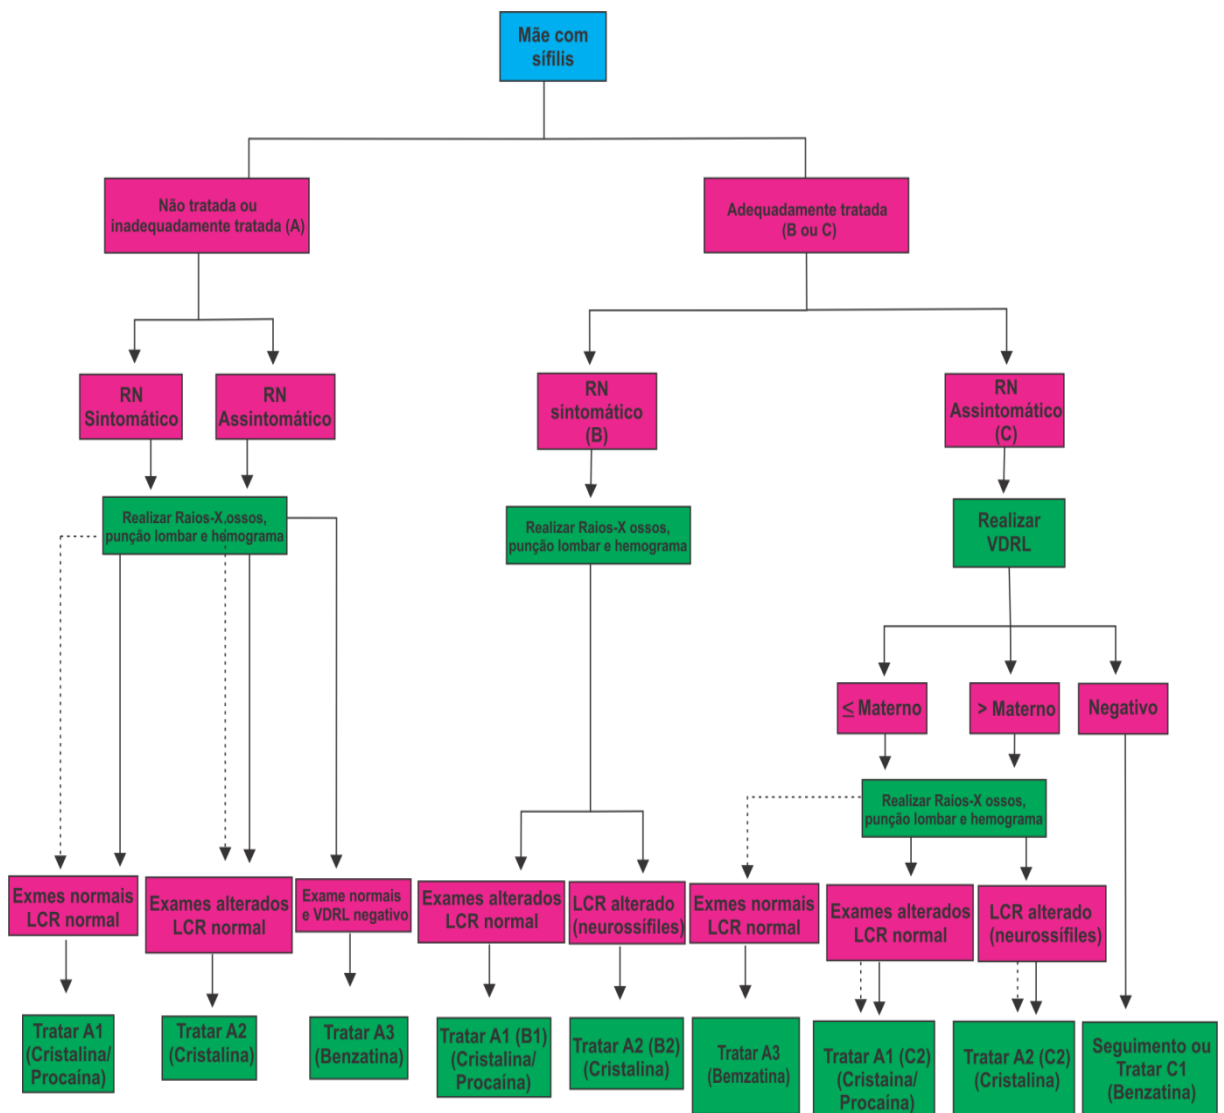 Mãe com
sífilis
Não tratada ou
inadequadamente tratada (A)
Adequadamente tratada
(B ou C)
RN
Sintomático
RN
Assintomático
RN
sintomático
(B)
RN
Assintomático
(C)
Realizar Raios-X ossos,
punção lombar e hemograma
Realizar Raios-X ossos,
punção lombar e hemograma
Realizar
VDRL
≤ Materno
> Materno
Negativo
Realizar Raios-X ossos,
punção lombar e hemograma
Exmes normais
LCR normal
Exames alterados
LCR normal
Exame normais
e VDRL negativo
Exames alterados
LCR normal
LCR alterado
(neurossífiles)
Exmes normais
LCR normal
Exames alterados
LCR normal
LCR alterado
(neurossífiles)
Tratar A1
(Cristalina/
Procaína)
Tratar A2
(Cristalina)
Tratar A3
(Benzatina)
Tratar A1 (B1)
(Cristalina/
Procaína)
Tratar A2 (B2)
(Cristalina)
Tratar A3
(Bemzatina)
Tratar A1 (C2)
(Cristaina/
Procaína)
Tratar A2 (C2)
(Cristalina)
Seguimento ou
Tratar C1
(Benzatina)